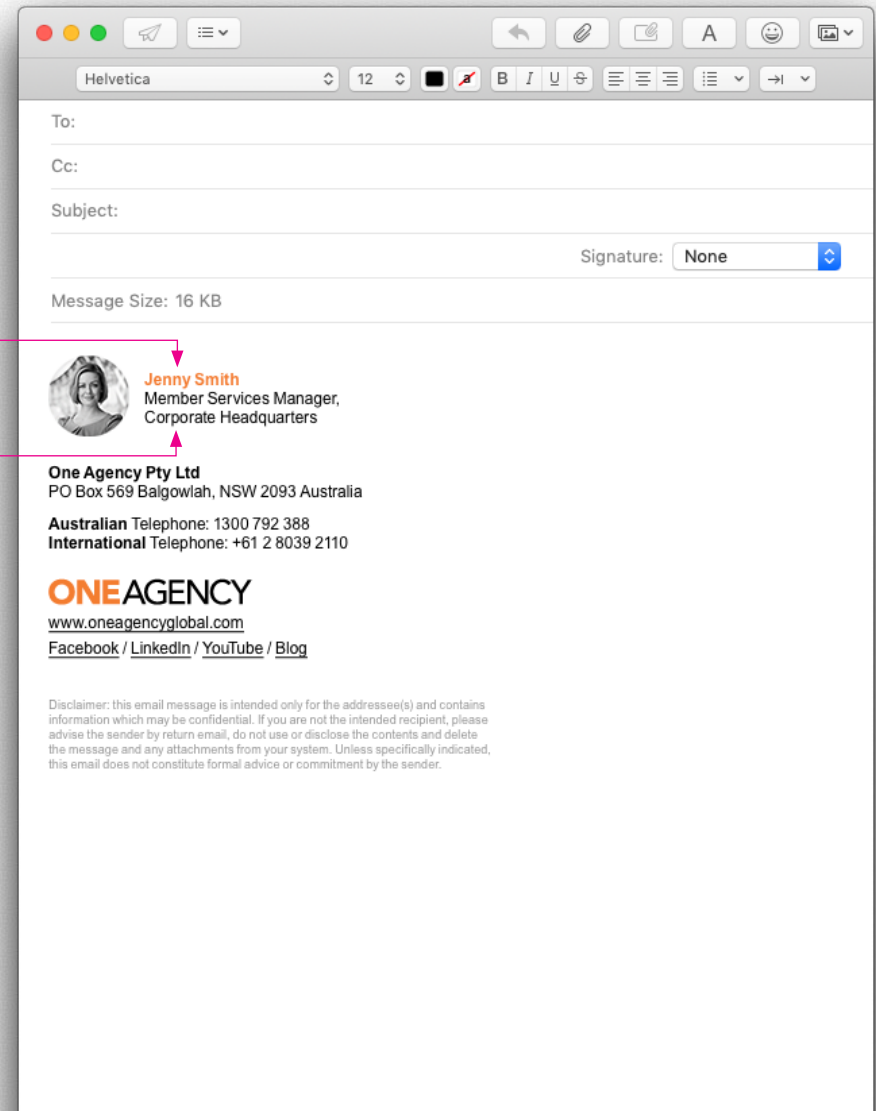 Helvetica 12 B I U S
A
To:
Cc:
Subject:
Signature: None
Message Size: 16 KB
Jenny Smith
Member Services Manager,
Corporate Headquarters
One Agency Pty Ltd
PO Box 569 Balgowlah, NSW 2093 Australia
Australian Telephone: 1300 792 388
International Telephone: +61 2 8039 2110
ONEAGENCY
www.oneagencyglobal.com
Facebook / LinkedIn / YouTube / Blog
Disclaimer: this email message is intended only for the addressee(s) and contains
information which may be confidential. If you are not the intended recipient, please
advise the sender by return email, do not use or disclose the contents and delete
the message and any attachments from your system. Unless specifically indicated,
this email does not constitute formal advice or commitment by the sender.